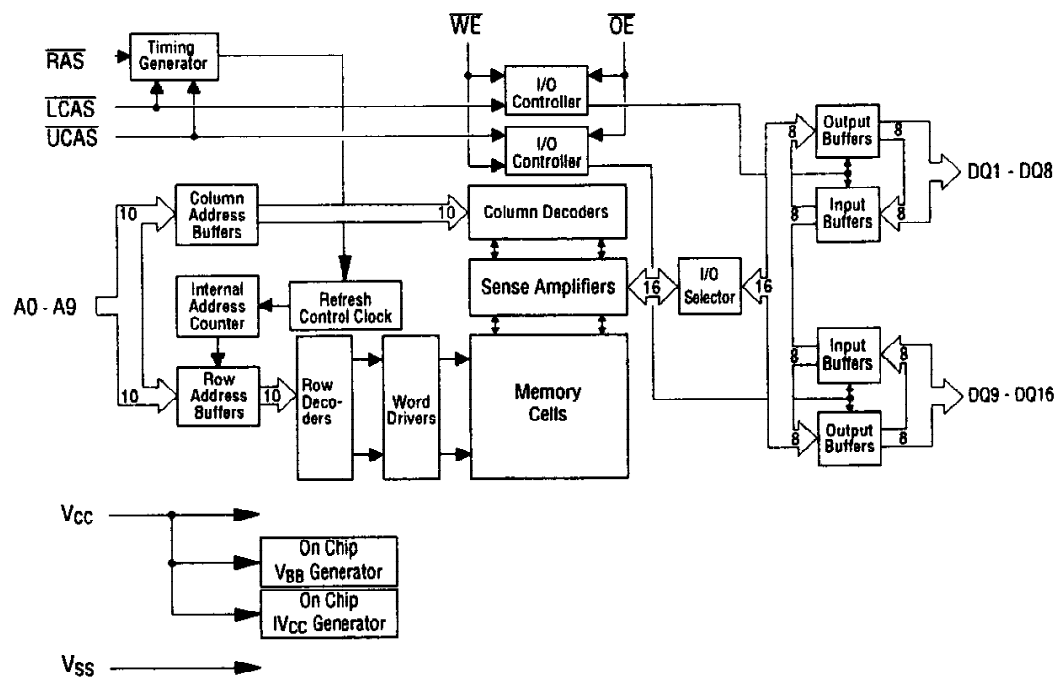 WE
OE
RAS
Timing
Generator
I/O
Controller
LCAS
UCAS
I/O
Controller
8
Output
Buffers
8
DQ1 - DQ8
8
Input
Buffers
8
10
Column
Address
Buffers
10
Column Decoders
A0 - A9
Internal
Address
Counter
Refresh
Control Clock
Sense Amplifiers
16
I/O
Selector
16
10
Row
Address
Buffers
10
Row
Deco-
ders
Word
Drivers
Memory
Cells
8
Input
Buffers
8
DQ9 - DQ16
8
Output
Buffers
8
VCC
On Chip
VBB Generator
On Chip
IVCC Generator
VSS